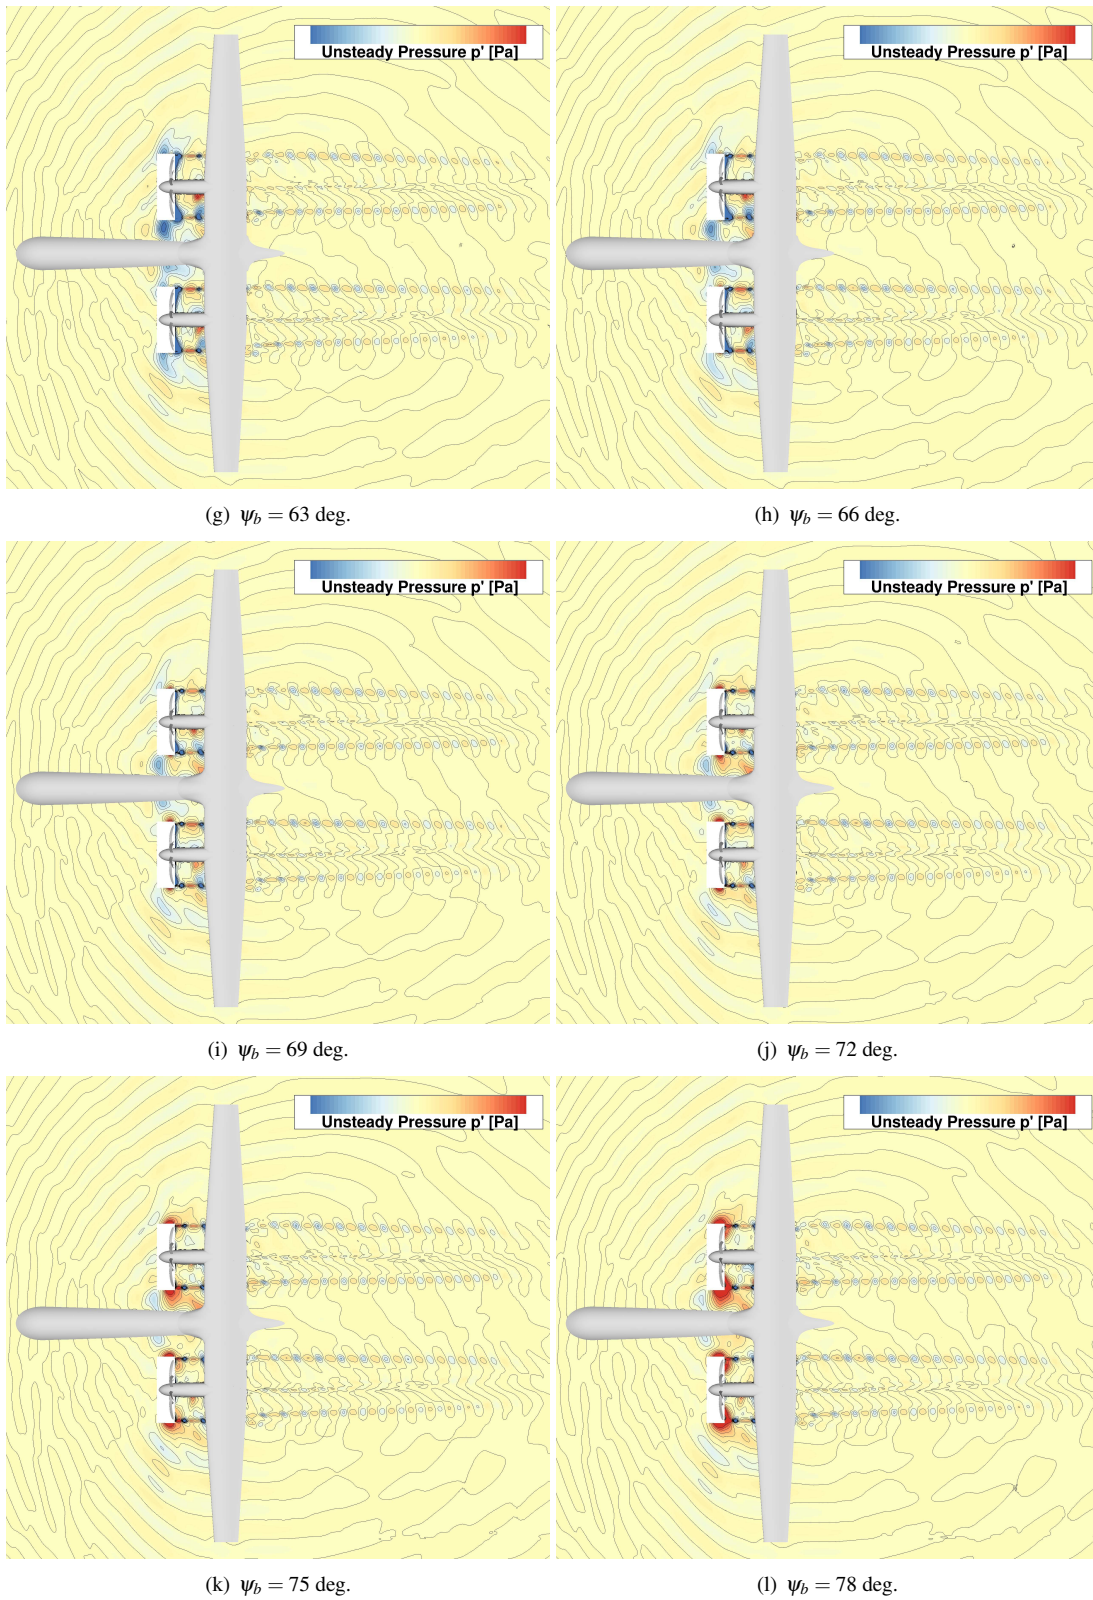 Unsteady Pressure p' [Pa]
Unsteady Pressure p' [Pa]
(g) ψb = 63 deg.
(h) ψb = 66 deg.
Unsteady Pressure p' [Pa]
Unsteady Pressure p' [Pa]
(i) ψb = 69 deg.
(j) ψb = 72 deg.
Unsteady Pressure p' [Pa]
Unsteady Pressure p' [Pa]
(k) ψb = 75 deg.
(l) ψb = 78 deg.